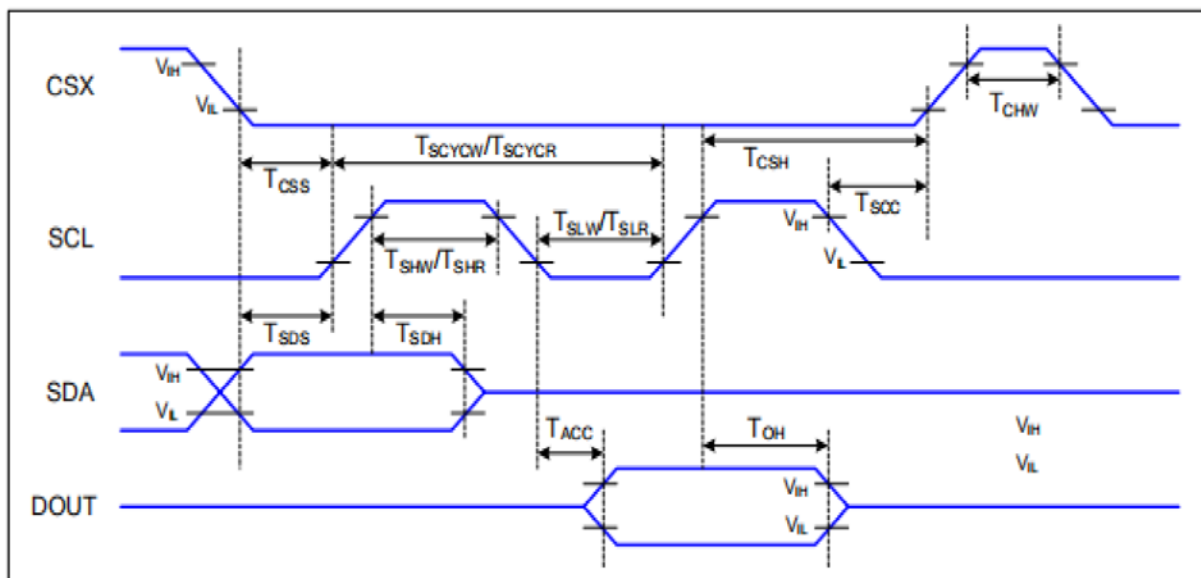 CSX
VIH
VIL
TCHW
TSCYCW/TSCYCR
TCSH
TCSS
TSCC
SCL
TSLW/TSLR
VIH
TSHW/TSHR
VIL
TSDS
TSDH
SDA
VIH
VIL
TACC
TOH
VIH
VIL
DOUT
VIH
VIL